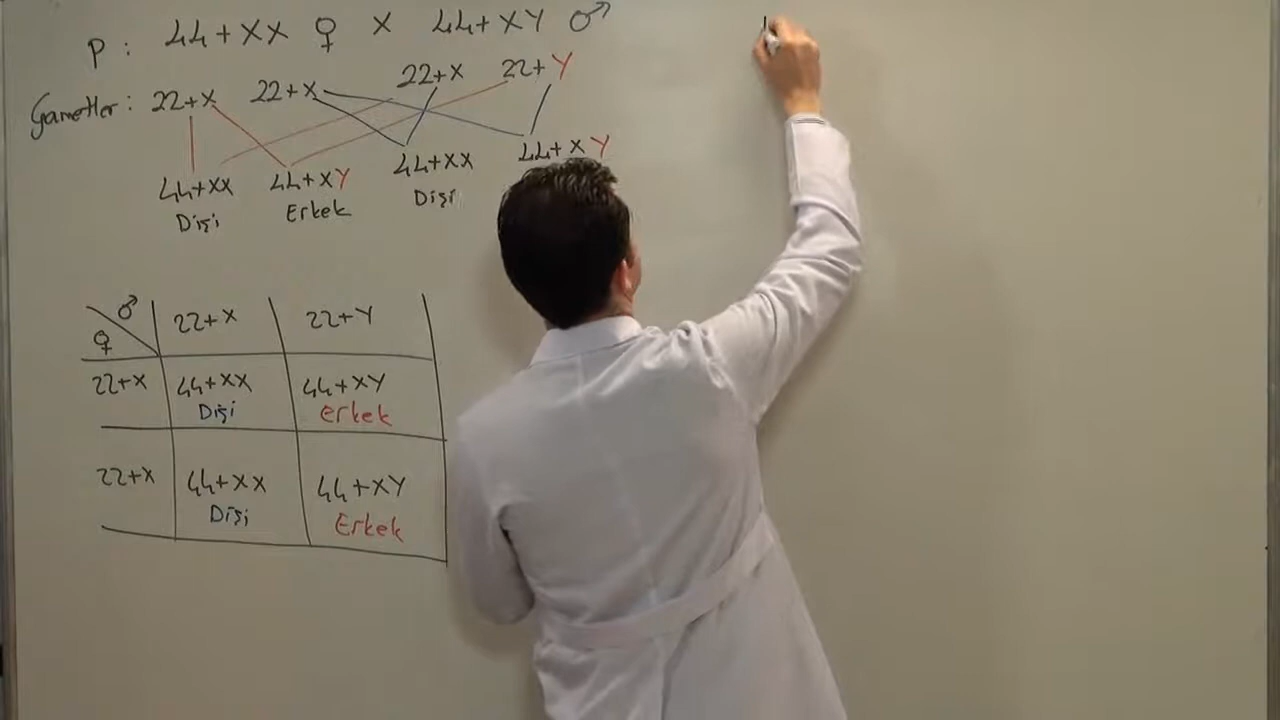 P : 44+XX ♀ X 44+XY ♂
Gametler : 22+X 22+X 22+X 22+Y
44+XX 44+XY 44+XX 44+XY
Dişi Erkek Dişi
♂ 22+X 22+Y
♀
22+X 44+XX 44+XY
Dişi Erkek
22+X 44+XX 44+XY
Dişi Erkek